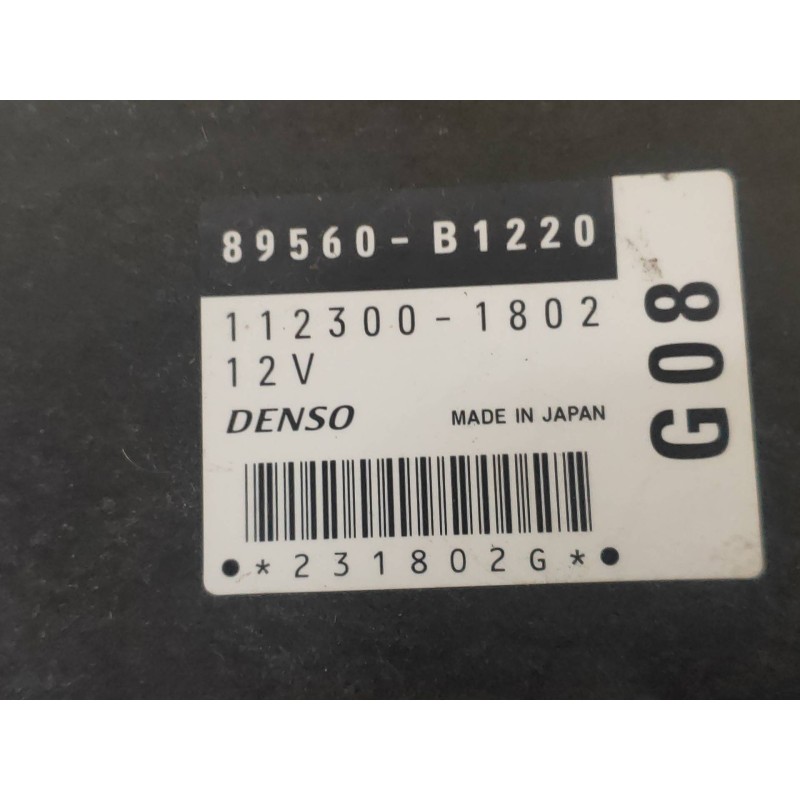 89560-B1220
112300-1802
12V
DENSO MADE IN JAPAN
*231802G*
G08